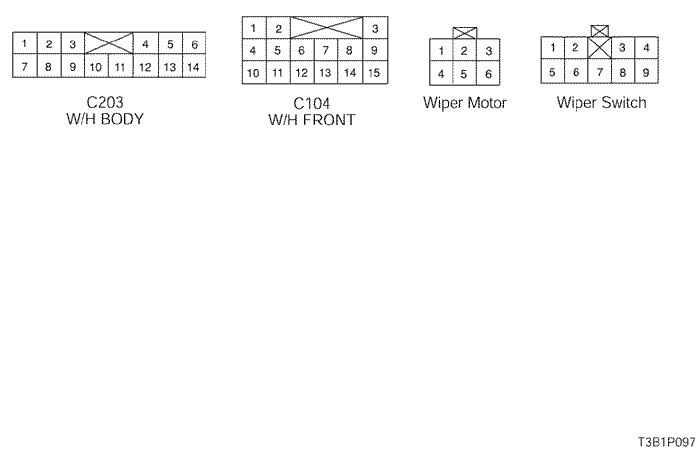 1 2 3 4 5 6
7 8 9 10 11 12 13 14
C203
W/H BODY
1 2 3
4 5 6 7 8 9
10 11 12 13 14 15
C104
W/H FRONT
1 2 3
4 5 6
Wiper Motor
1 2 3 4
5 6 7 8 9
Wiper Switch
T3B1P097